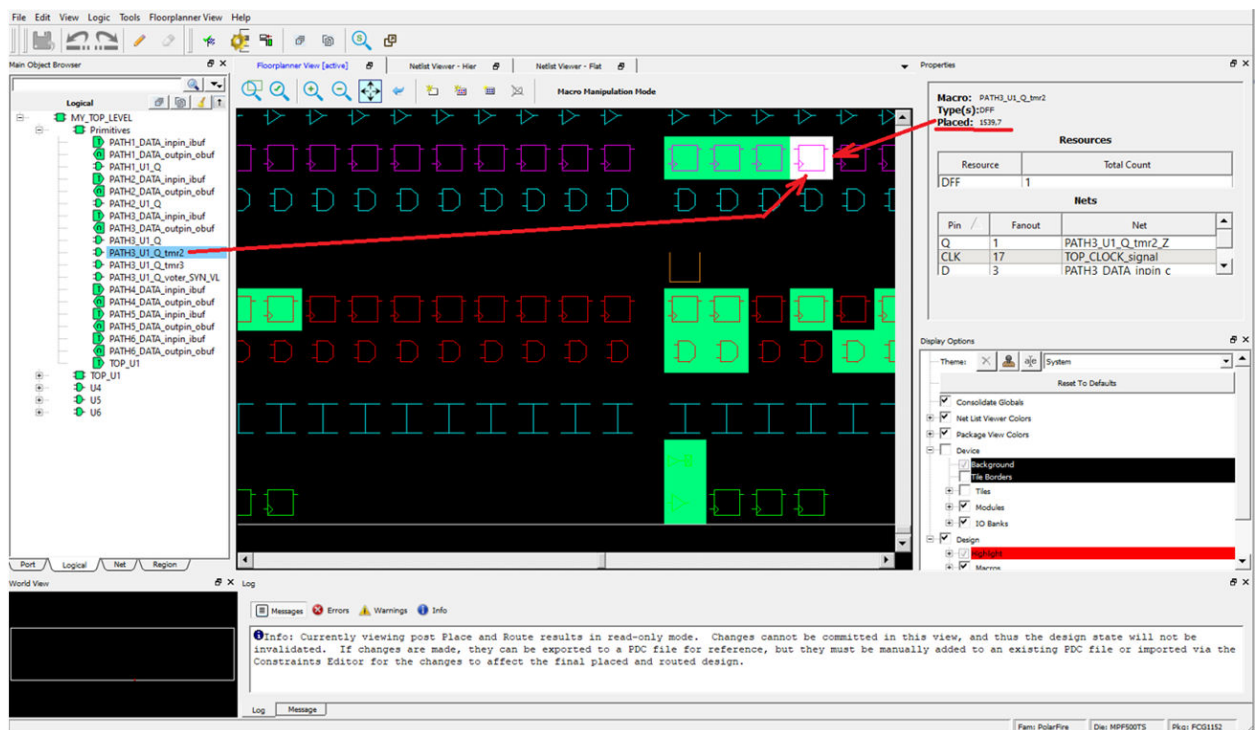 File Edit View Logic Tools Floorplanner View Help
Main Object Browser
Floorplanner View [active]
Netlist Viewer - Hier
Netlist Viewer - Flat
Properties
Macro Manipulation Mode
Logical
MY_TOP_LEVEL
Primitives
PATH1_DATA_inpin_ibuf
PATH1_DATA_outpin_obuf
PATH1_U1_Q
PATH2_DATA_inpin_ibuf
PATH2_DATA_outpin_obuf
PATH2_U1_Q
PATH3_DATA_inpin_ibuf
PATH3_DATA_outpin_obuf
PATH3_U1_Q
PATH3_U1_Q_tmr2
PATH3_U1_Q_tmr3
PATH3_U1_Q_voter_SYN_VL
PATH4_DATA_inpin_ibuf
PATH4_DATA_outpin_obuf
PATH5_DATA_inpin_ibuf
PATH5_DATA_outpin_obuf
PATH6_DATA_inpin_ibuf
PATH6_DATA_outpin_obuf
TOP_U1
TOP_U1
U4
U5
U6
Port Logical Net Region
Macro: PATH3_U1_Q_tmr2
Type(s):DFF
Placed: 1539,7
Resources
Resource Total Count
DFF 1
Nets
Pin Fanout Net
Q 1 PATH3_U1_Q_tmr2_Z
CLK 17 TOP_CLOCK_signal
D 3 PATH3_DATA_inpin_c
Display Options
Theme: a|e System
Reset To Defaults
Consolidate Globals
Net List Viewer Colors
Package View Colors
Device
Background
Tile Borders
Tiles
Modules
IO Banks
Design
Highlight
Macros
World View
Log
Messages Errors Warnings Info
Info: Currently viewing post Place and Route results in read-only mode. Changes cannot be committed in this view, and thus the design state will not be
invalidated. If changes are made, they can be exported to a PDC file for reference, but they must be manually added to an existing PDC file or imported via the
Constraints Editor for the changes to affect the final placed and routed design.
Log Message
Fam: PolarFire Die: MPF500TS Pkg: FCG1152